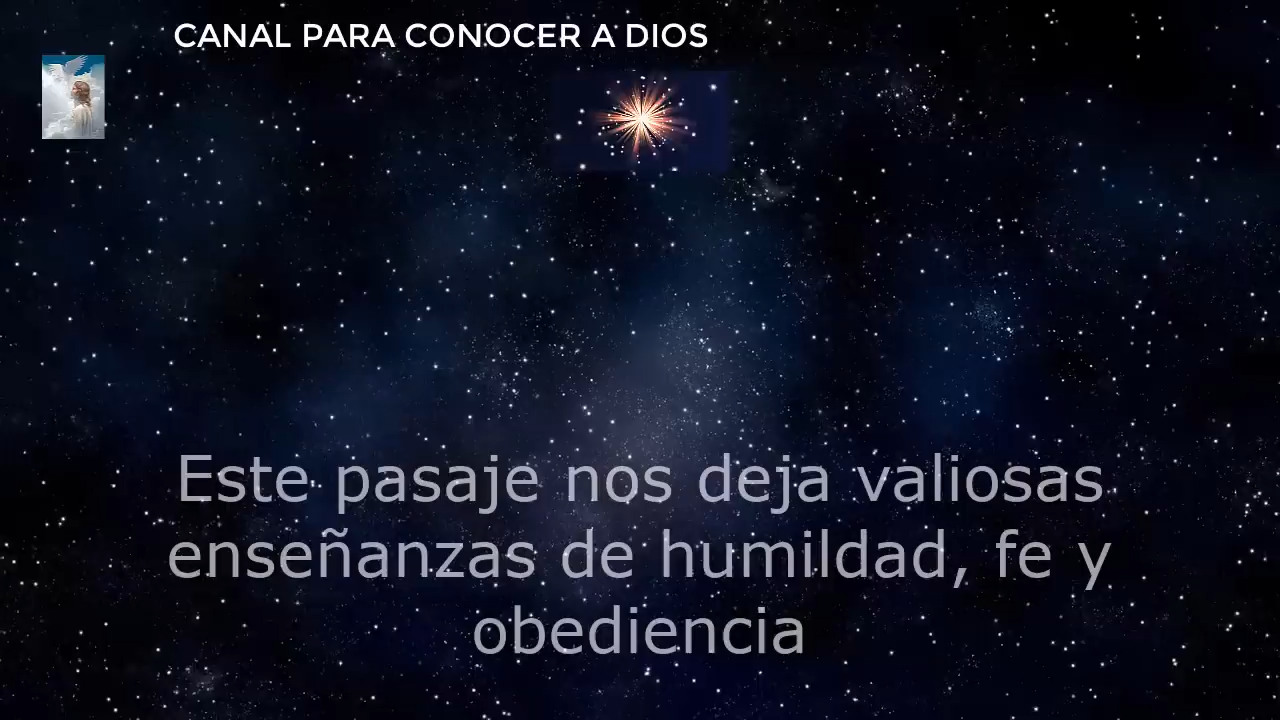 CANAL PARA CONOCER A DIOS
Este pasaje nos deja valiosas
enseñanzas de humildad, fe y
obediencia